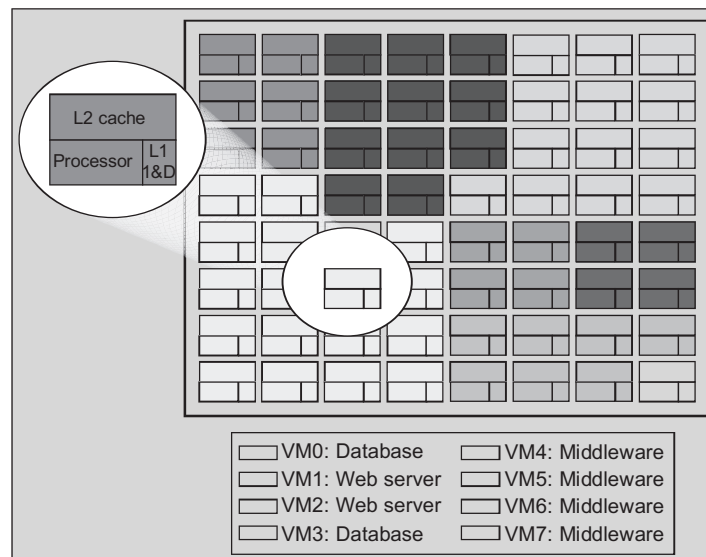 L2 cache
Processor
L1
1&D
VM0: Database
VM1: Web server
VM2: Web server
VM3: Database
VM4: Middleware
VM5: Middleware
VM6: Middleware
VM7: Middleware